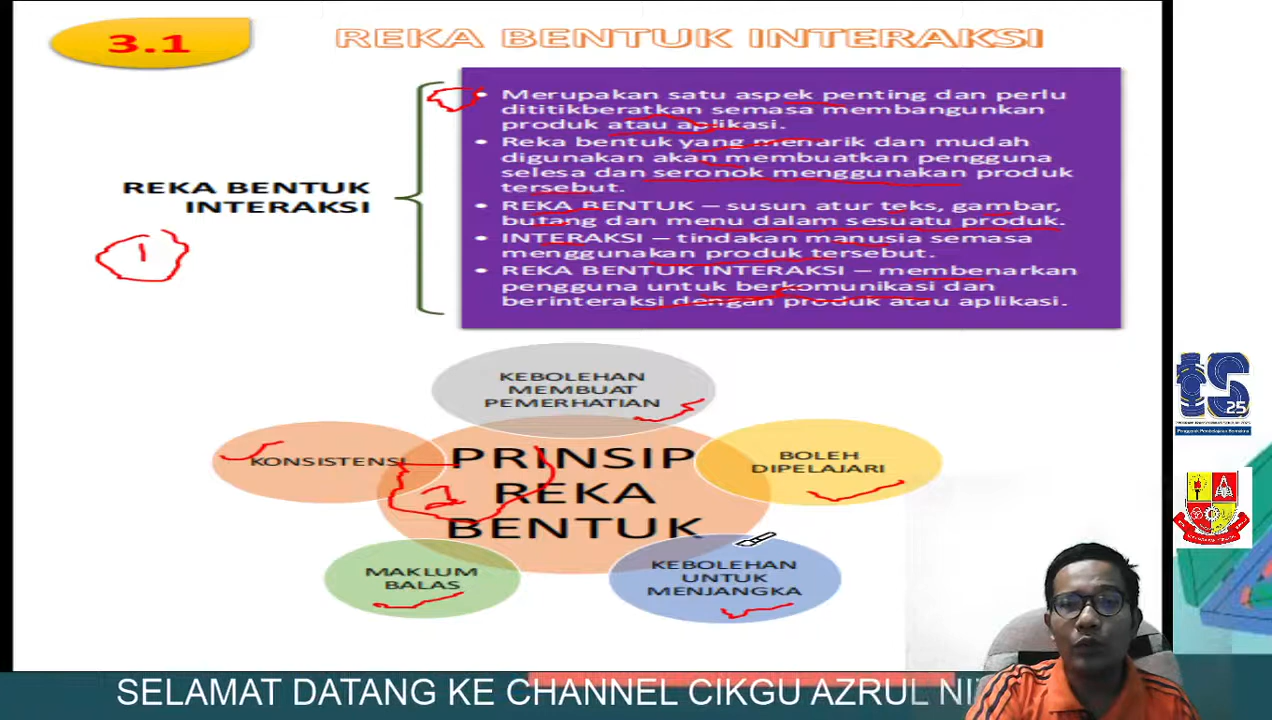 3.1
REKA BENTUK INTERAKSI
REKA BENTUK
INTERAKSI
• Merupakan satu aspek penting dan perlu
dititikberatkan semasa membangunkan
produk atau aplikasi.
• Reka bentuk yang menarik dan mudah
digunakan akan membuatkan pengguna
selesa dan seronok menggunakan produk
tersebut.
• REKA BENTUK – susun atur teks, gambar,
butang dan menu dalam sesuatu produk.
• INTERAKSI – tindakan manusia semasa
menggunakan produk tersebut.
• REKA BENTUK INTERAKSI – membenarkan
pengguna untuk berkomunikasi dan
berinteraksi dengan produk atau aplikasi.
1
KEBOLEHAN
MEMBUAT
PEMERHATIAN
KONSISTENSI
PRINSIP
REKA
BENTUK
2
BOLEH
DIPELAJARI
MAKLUM
BALAS
KEBOLEHAN
UNTUK
MENJANGKA
TS
25
SELAMAT DATANG KE CHANNEL CIKGU AZRUL